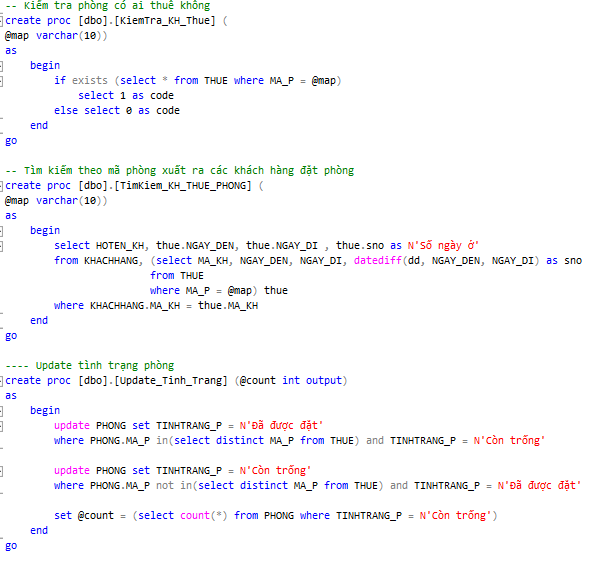 -- Kiểm tra phòng có ai thuê không
create proc [dbo].[KiemTra_KH_Thue] (
@map varchar(10))
as
begin
if exists (select * from THUE where MA_P = @map)
select 1 as code
else select 0 as code
end
go
-- Tìm kiếm theo mã phòng xuất ra các khách hàng đặt phòng
create proc [dbo].[TimKiem_KH_THUE_PHONG] (
@map varchar(10))
as
begin
select HOTEN_KH, thue.NGAY_DEN, thue.NGAY_DI , thue.sno as N'Số ngày ở'
from KHACHHANG, (select MA_KH, NGAY_DEN, NGAY_DI, datediff(dd, NGAY_DEN, NGAY_DI) as sno
from THUE
where MA_P = @map) thue
where KHACHHANG.MA_KH = thue.MA_KH
end
go
---- Update tình trạng phòng
create proc [dbo].[Update_Tinh_Trang] (@count int output)
as
begin
update PHONG set TINHTRANG_P = N'Đã được đặt'
where PHONG.MA_P in(select distinct MA_P from THUE) and TINHTRANG_P = N'Còn trống'
update PHONG set TINHTRANG_P = N'Còn trống'
where PHONG.MA_P not in(select distinct MA_P from THUE) and TINHTRANG_P = N'Đã được đặt'
set @count = (select count(*) from PHONG where TINHTRANG_P = N'Còn trống')
end
go